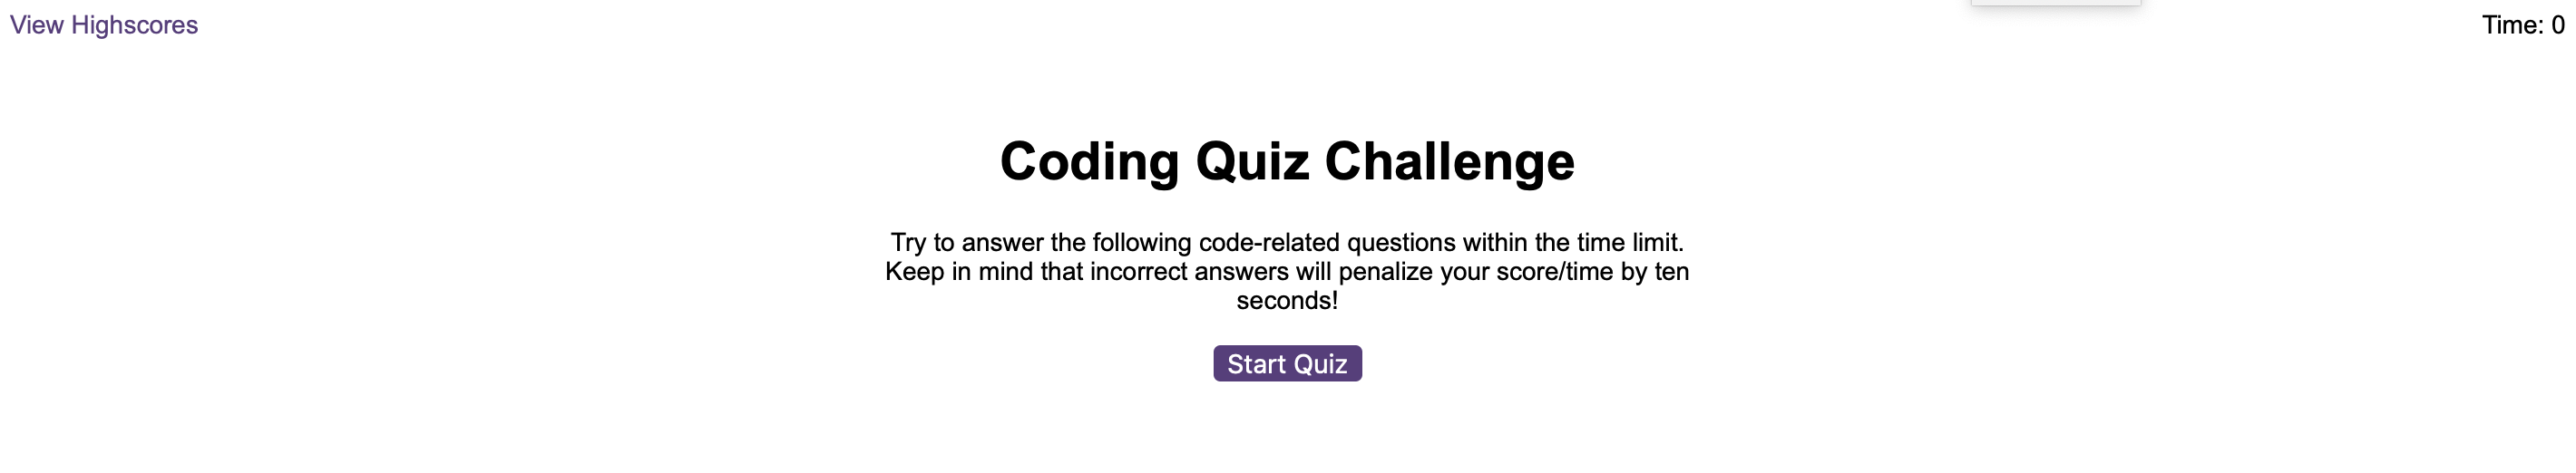 View Highscores
Time: 0
Coding Quiz Challenge
Try to answer the following code-related questions within the time limit.
Keep in mind that incorrect answers will penalize your score/time by ten
seconds!
Start Quiz